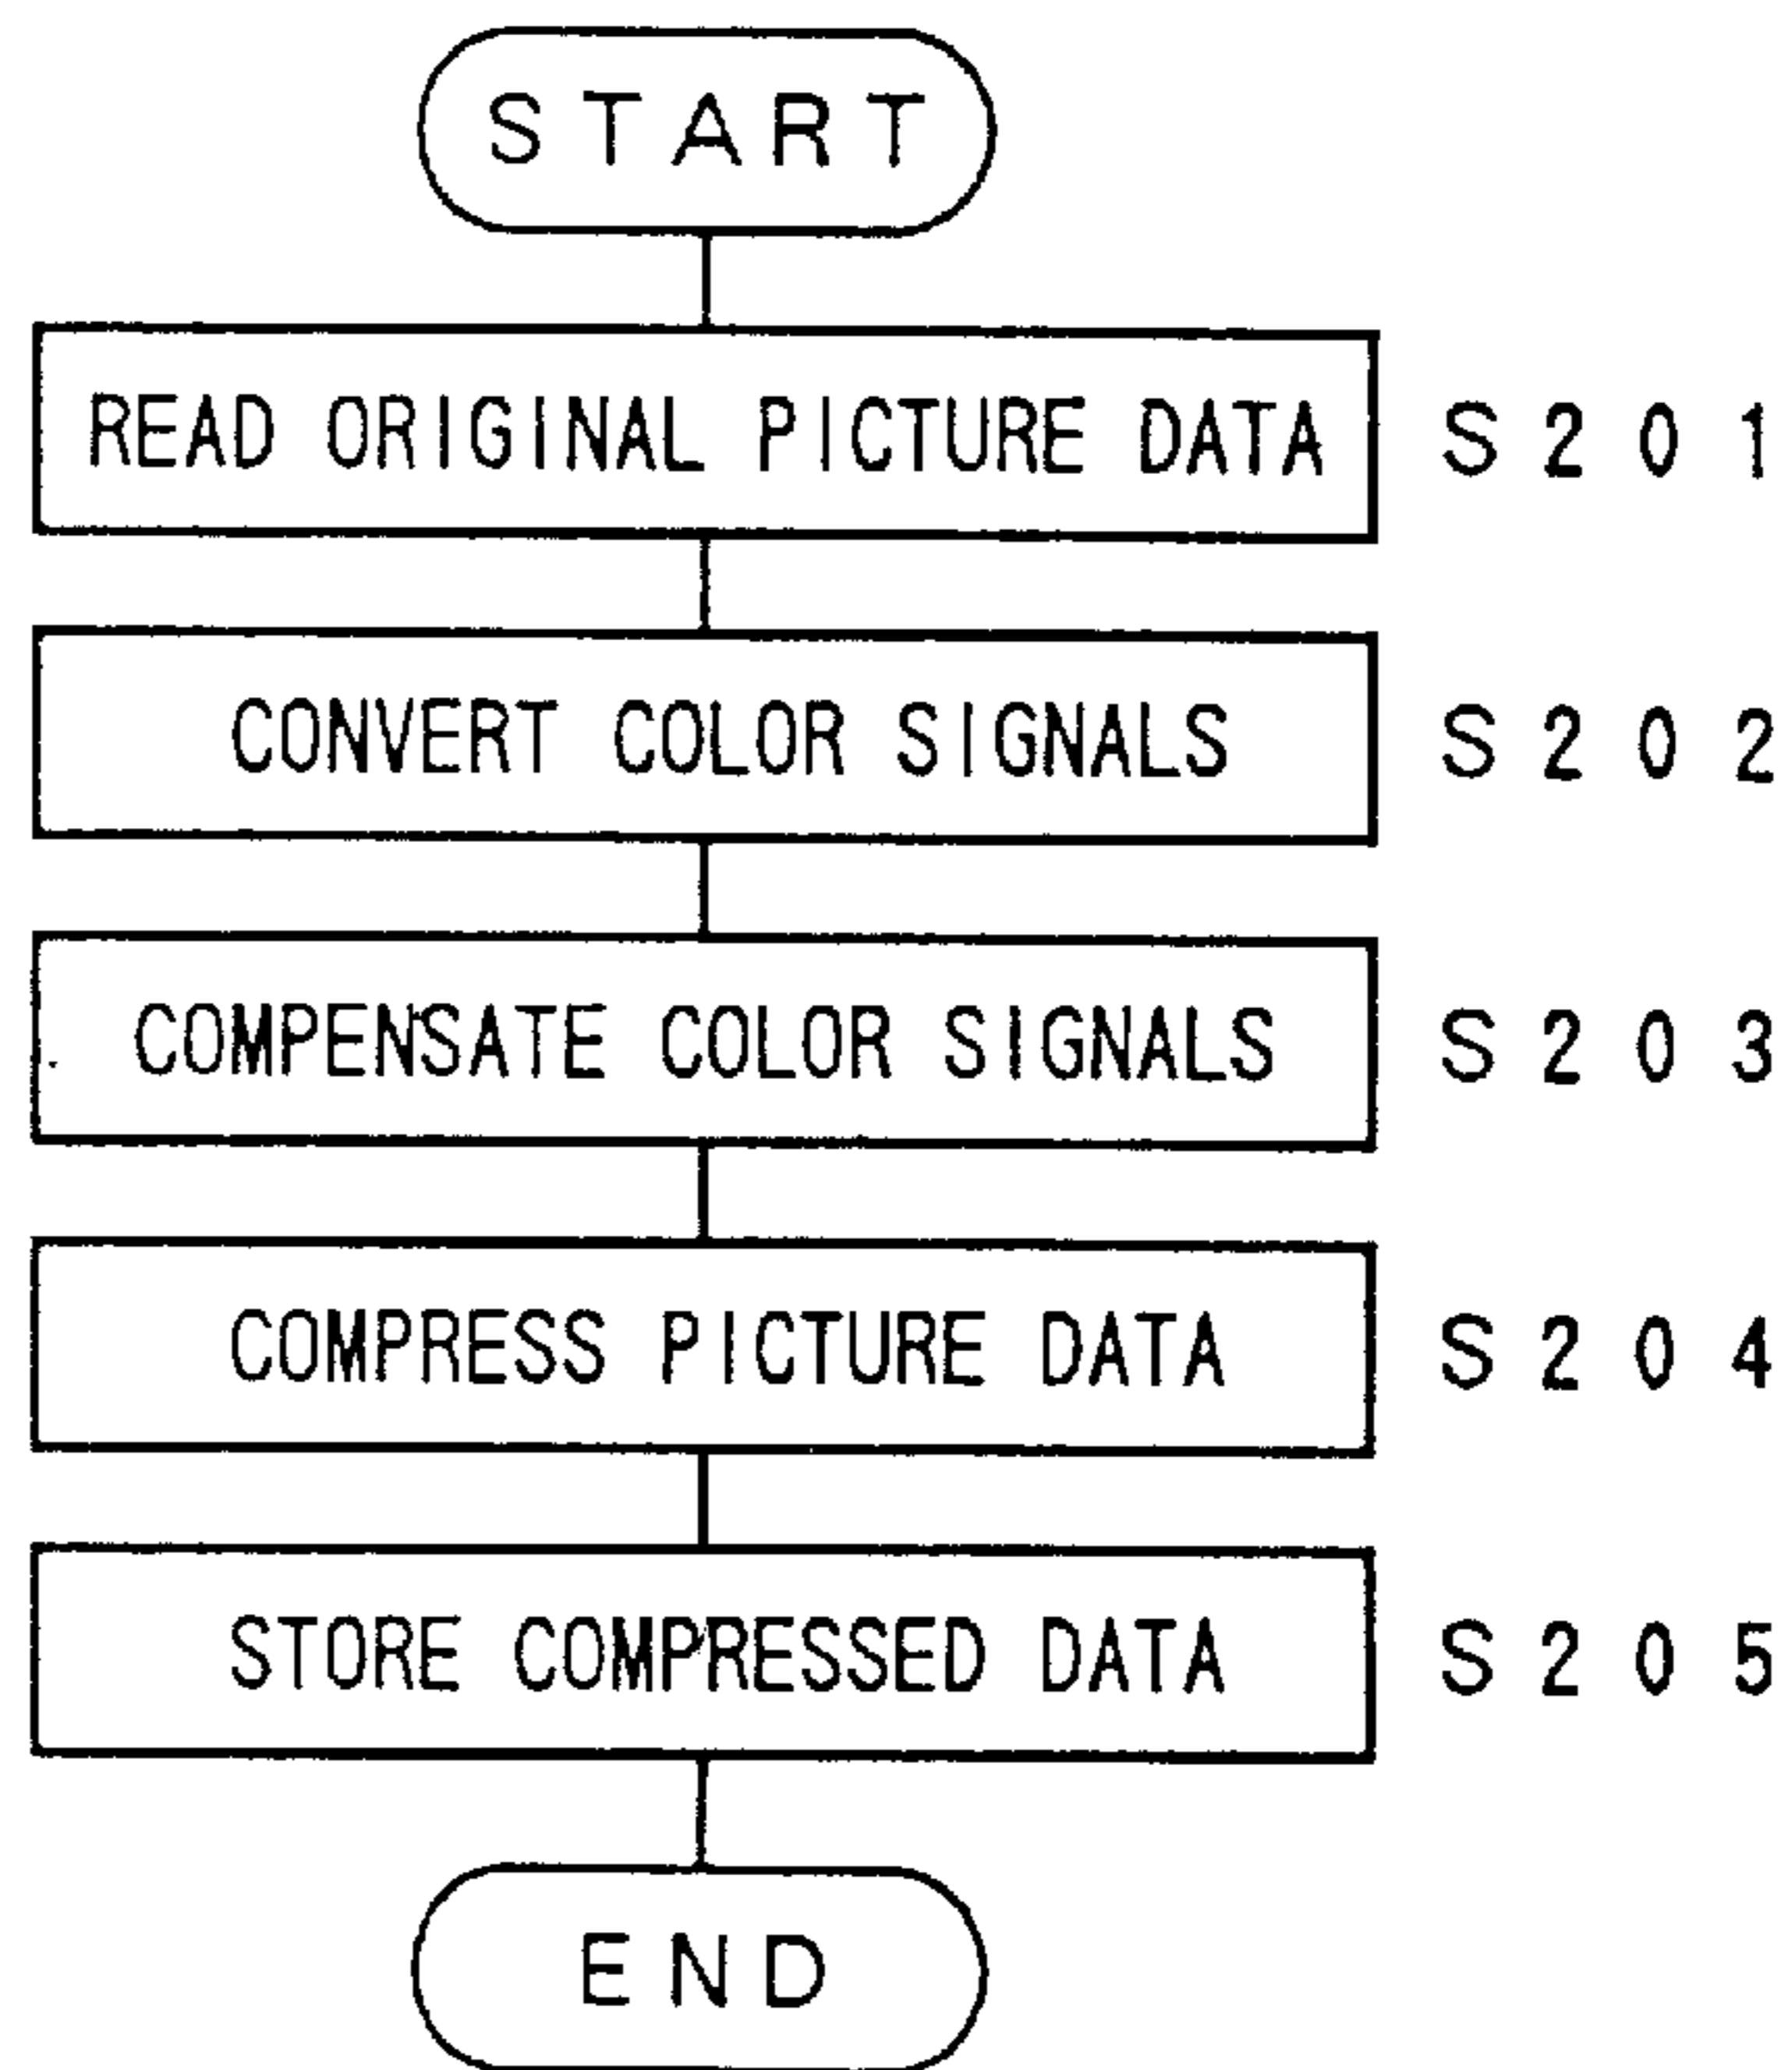 START
READ ORIGINAL PICTURE DATA S201
CONVERT COLOR SIGNALS S202
COMPENSATE COLOR SIGNALS S203
COMPRESS PICTURE DATA S204
STORE COMPRESSED DATA S205
END